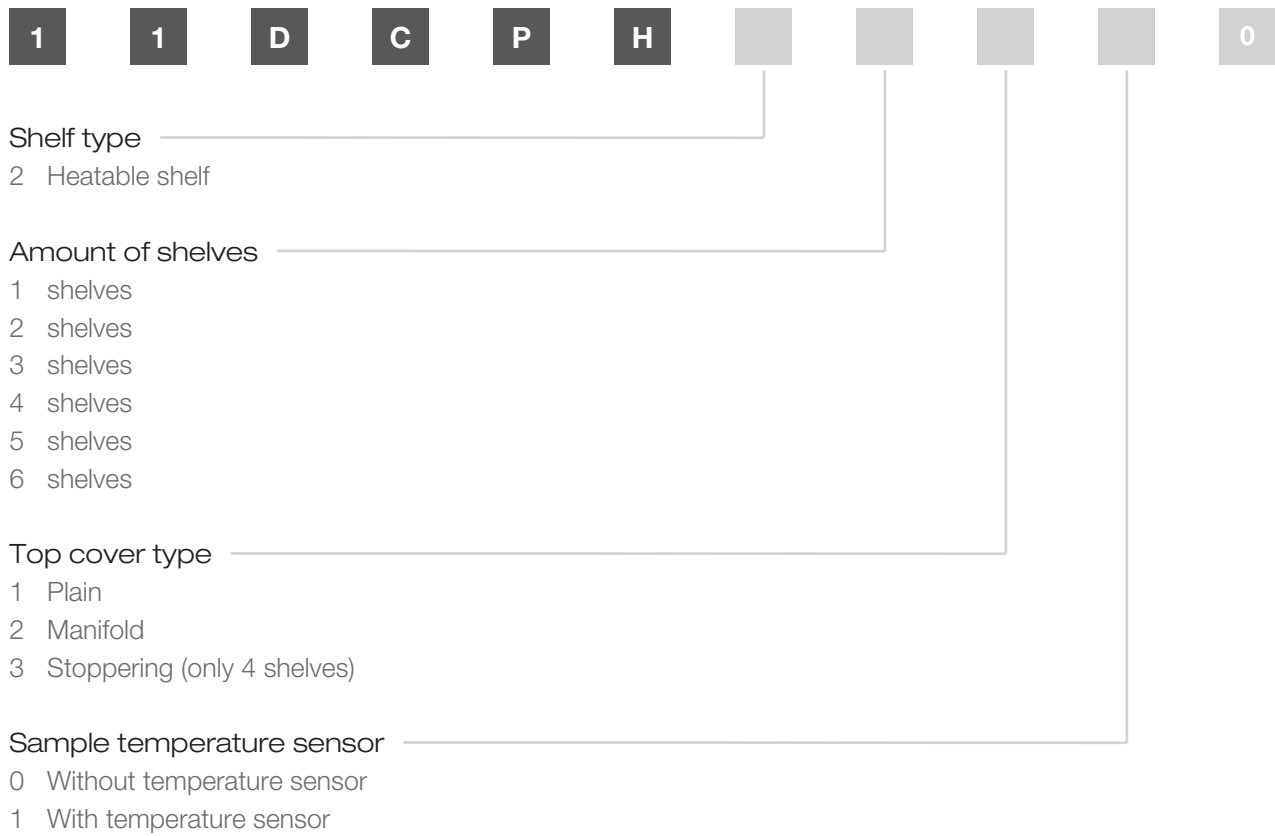 1 1 D C P H 0
Shelf type
2 Heatable shelf
Amount of shelves
1 shelves
2 shelves
3 shelves
4 shelves
5 shelves
6 shelves
Top cover type
1 Plain
2 Manifold
3 Stoppering (only 4 shelves)
Sample temperature sensor
0 Without temperature sensor
1 With temperature sensor